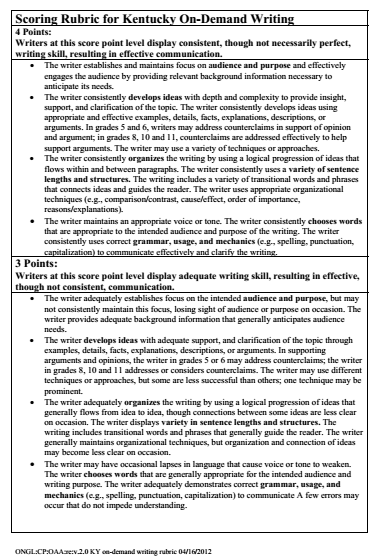 Scoring Rubric for Kentucky On-Demand Writing
4 Points:
Writers at this score point level display consistent, though not necessarily perfect,
writing skill, resulting in effective communication.
• The writer establishes and maintains focus on audience and purpose and effectively
engages the audience by providing relevant background information necessary to
anticipate its needs.
• The writer consistently develops ideas with depth and complexity to provide insight,
support, and clarification of the topic. The writer consistently develops ideas using
appropriate and effective examples, details, facts, explanations, descriptions, or
arguments. In grades 5 and 6, writers may address counterclaims in support of opinion
and argument; in grades 8, 10 and 11, counterclaims are addressed effectively to help
support arguments. The writer may use a variety of techniques or approaches.
• The writer consistently organizes the writing by using a logical progression of ideas that
flows within and between paragraphs. The writer consistently uses a variety of sentence
lengths and structures. The writing includes a variety of transitional words and phrases
that connects ideas and guides the reader. The writer uses appropriate organizational
techniques (e.g., comparison/contrast, cause/effect, order of importance,
reasons/explanations).
• The writer maintains an appropriate voice or tone. The writer consistently chooses words
that are appropriate to the intended audience and purpose of the writing. The writer
consistently uses correct grammar, usage, and mechanics (e.g., spelling, punctuation,
capitalization) to communicate effectively and clarify the writing.
3 Points:
Writers at this score point level display adequate writing skill, resulting in effective,
though not consistent, communication.
• The writer adequately establishes focus on the intended audience and purpose, but may
not consistently maintain this focus, losing sight of audience or purpose on occasion. The
writer provides adequate background information that generally anticipates audience
needs.
• The writer develops ideas with adequate support, and clarification of the topic through
examples, details, facts, explanations, descriptions, or arguments. In supporting
arguments and opinions, the writer in grades 5 or 6 may address counterclaims; the writer
in grades 8, 10 and 11 addresses or considers counterclaims. The writer may use different
techniques or approaches, but some are less successful than others; one technique may be
prominent.
• The writer adequately organizes the writing by using a logical progression of ideas that
generally flows from idea to idea, though connections between some ideas are less clear
on occasion. The writer displays variety in sentence lengths and structures. The
writing includes transitional words and phrases that generally guide the reader. The writer
generally maintains organizational techniques, but organization and connection of ideas
may become less clear on occasion.
• The writer may have occasional lapses in language that cause voice or tone to weaken.
The writer chooses words that are generally appropriate for the intended audience and
writing purpose. The writer adequately demonstrates correct grammar, usage, and
mechanics (e.g., spelling, punctuation, capitalization) to communicate A few errors may
occur that do not impede understanding.
ONGL:CP:OAA:re:v.2.0 KY on-demand writing rubric 04/16/2012